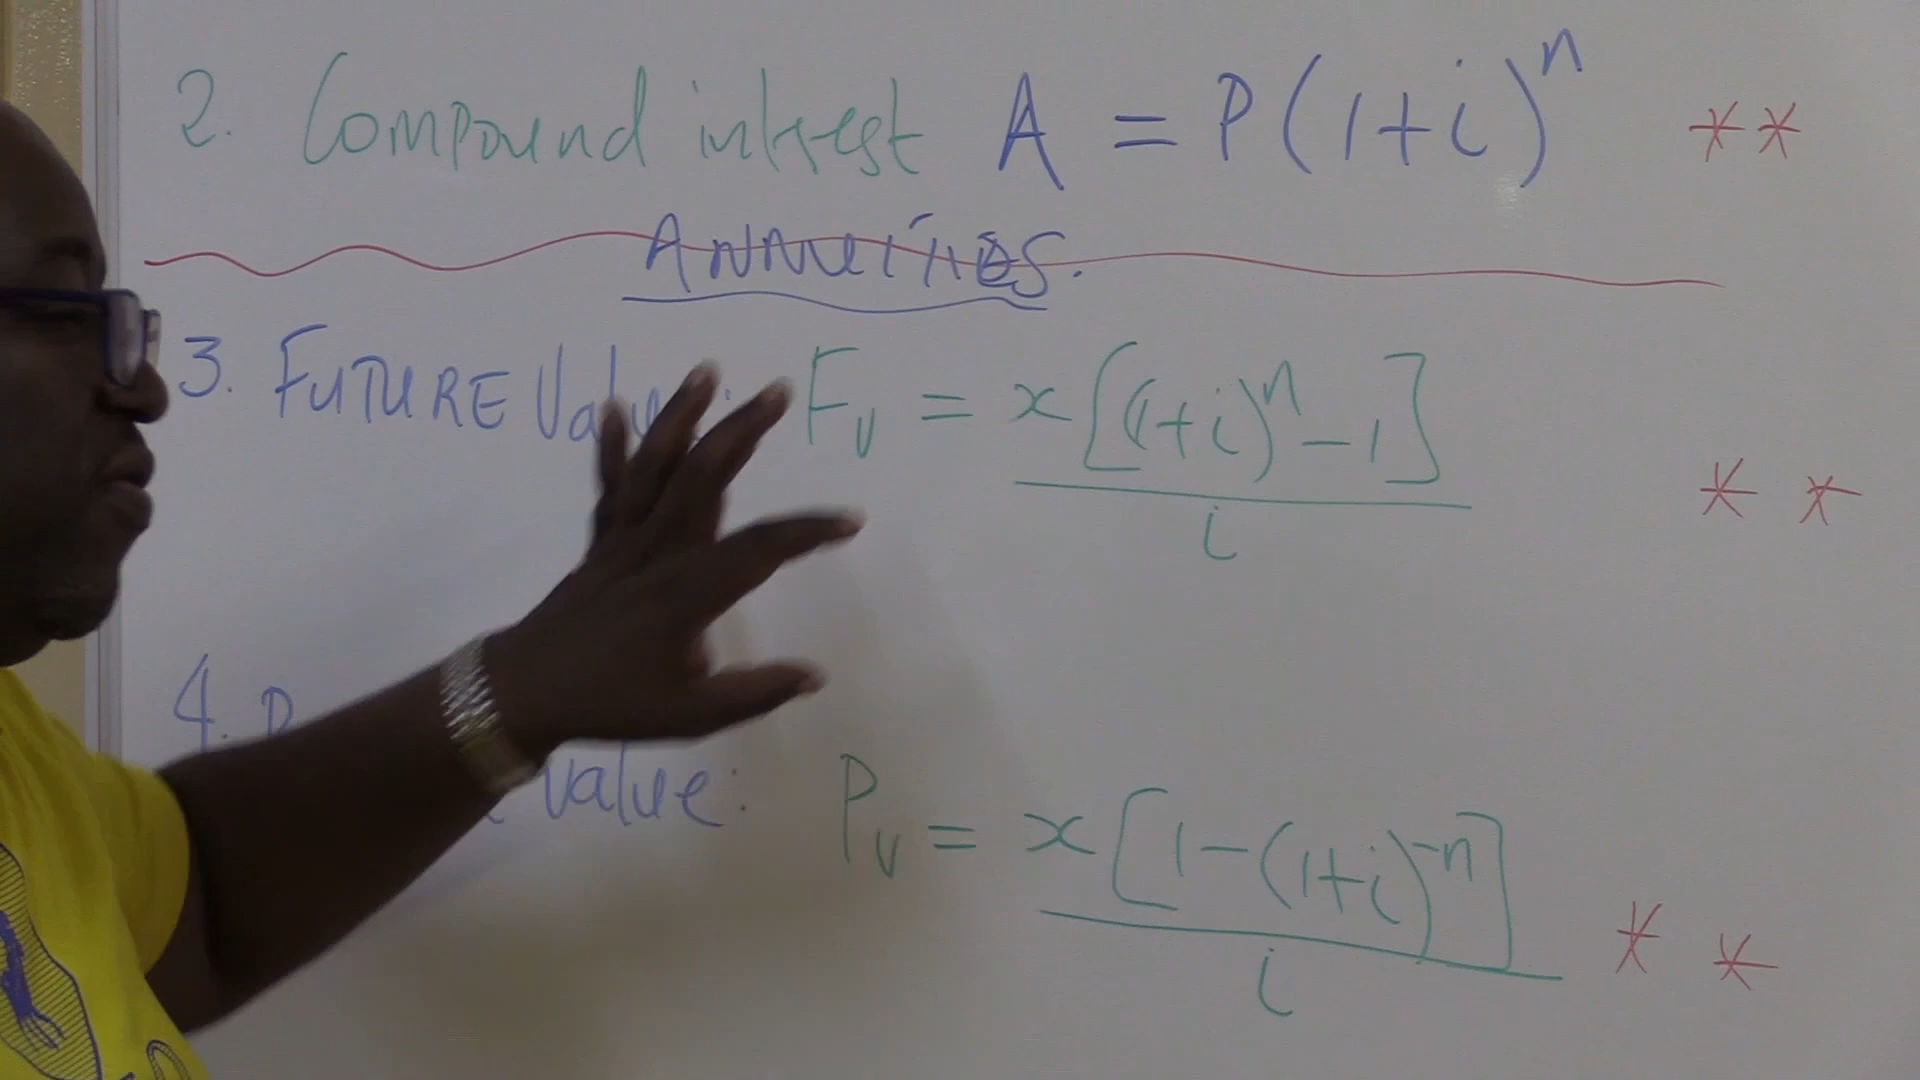 2. Compound interest A = P(1+i)^n **
ANNUITIES.
3. FUTURE Value: Fv = x[(1+i)^n - 1]
i
* *
4. P
value: Pv = x[1-(1+i)^-n]
i
* *